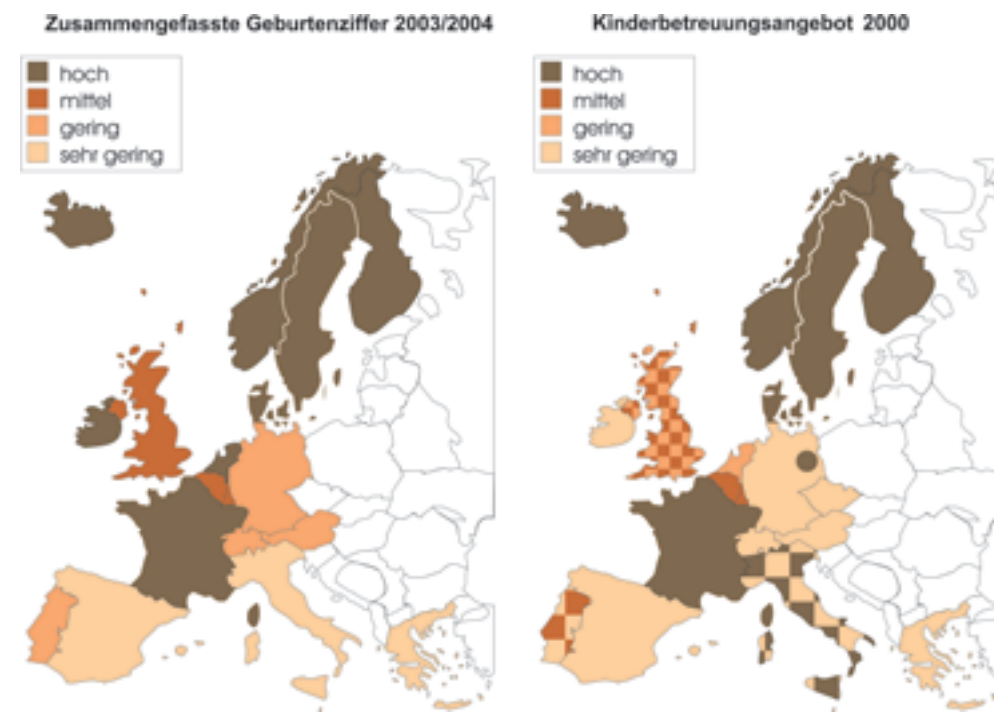 Zusammengefasste Geburtenziffer 2003/2004
hoch
mittel
gering
sehr gering
Kinderbetreuungsangebot 2000
hoch
mittel
gering
sehr gering